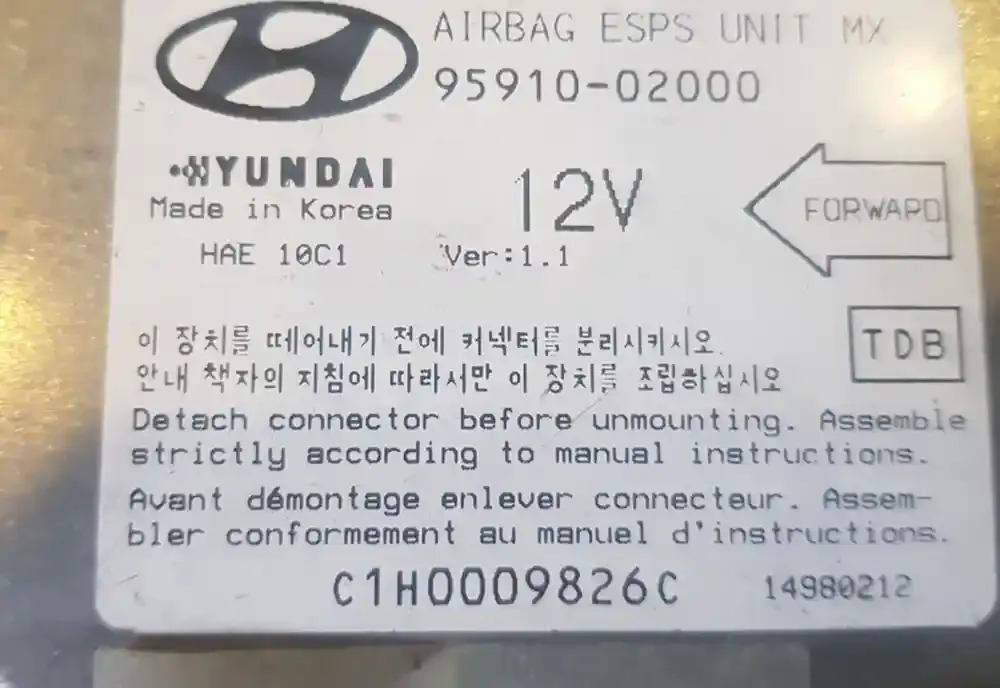 AIRBAG ESPS UNIT MX
95910-02000
HYUNDAI
Made in Korea
12V
FORWARD
HAE 10C1
Ver:1.1
이 장치를 떼어내기 전에 커넥터를 분리시키시오.
안내 책자의 지침에 따라서만 이 장치를 조립하십시오
TDB
Detach connector before unmounting. Assemble
strictly according to manual instructions.
Avant démontage enlever connecteur. Assem-
bler conformement au manuel d'instructions.
C1H0009826C
14980212